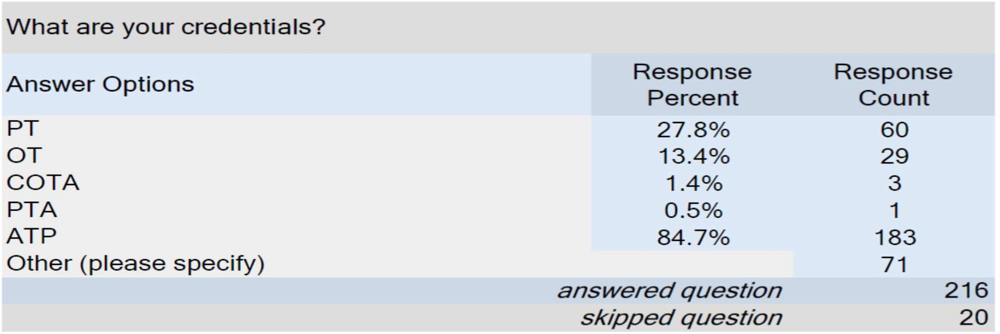 What are your credentials?
Answer Options Response Percent Response Count
PT 27.8% 60
OT 13.4% 29
COTA 1.4% 3
PTA 0.5% 1
ATP 84.7% 183
Other (please specify) 71
answered question 216
skipped question 20